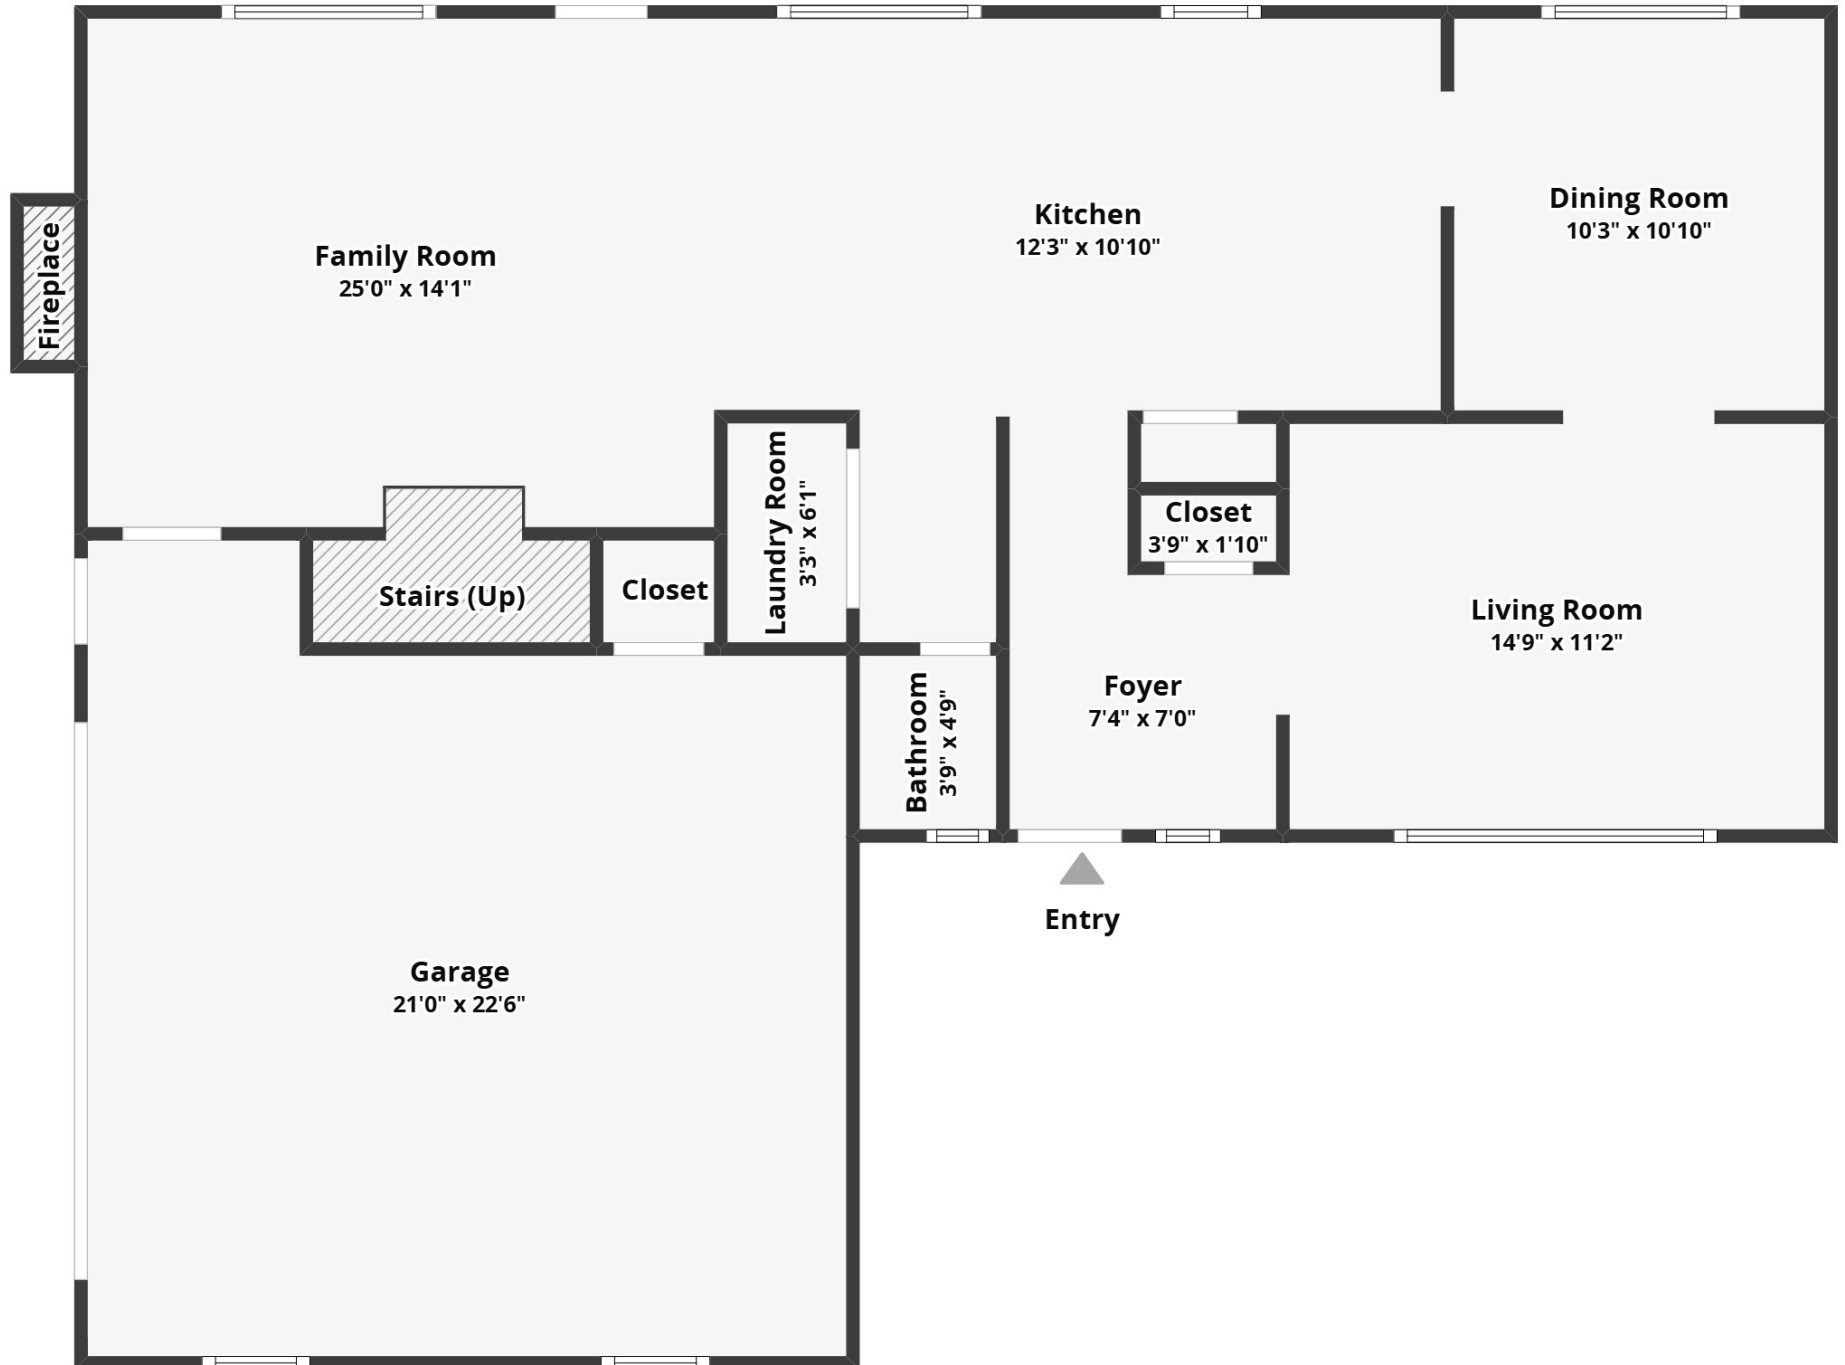 Dining Room
10'3" x 10'10"
Kitchen
12'3" x 10'10"
Family Room
25'0" x 14'1"
Fireplace
Laundry Room
3'3" x 6'1"
Closet
3'9" x 1'10"
Stairs (Up)
Closet
Living Room
14'9" x 11'2"
Foyer
7'4" x 7'0"
Bathroom
3'9" x 4'9"
Entry
Garage
21'0" x 22'6"